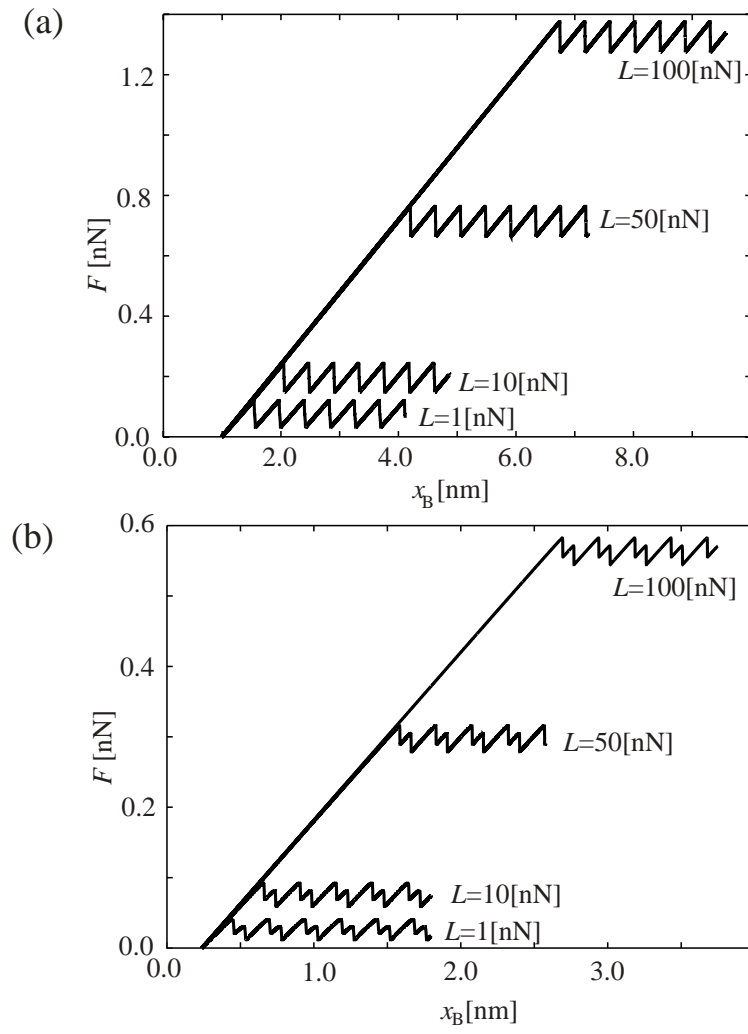 (a)
1.2
0.8
0.4
0.0
F [nN]
L=100[nN]
L=50[nN]
L=10[nN]
L=1[nN]
0.0 2.0 4.0 6.0 8.0
xB[nm]
(b)
0.6
0.4
0.2
0.0
F [nN]
L=100[nN]
L=50[nN]
L=10[nN]
L=1[nN]
0.0 1.0 2.0 3.0
xB[nm]